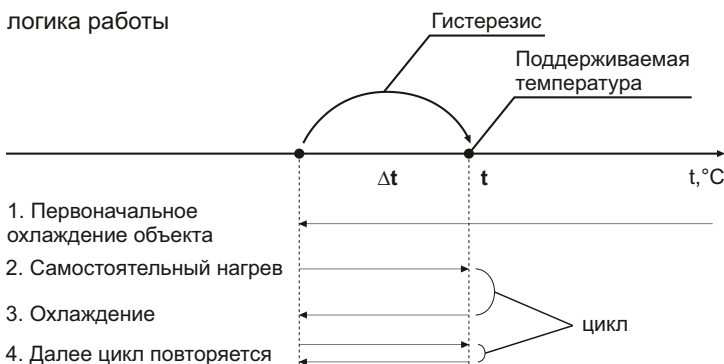 логика работы
Гистерезис
Поддерживаемая
температура
Δt
t
t,°C
1. Первоначальное
охлаждение объекта
2. Самостоятельный нагрев
3. Охлаждение
цикл
4. Далее цикл повторяется